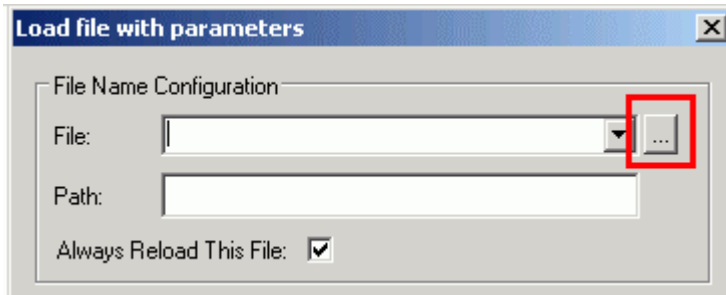 Load file with parameters
File Name Configuration
File:
...
Path:
Always Reload This File: